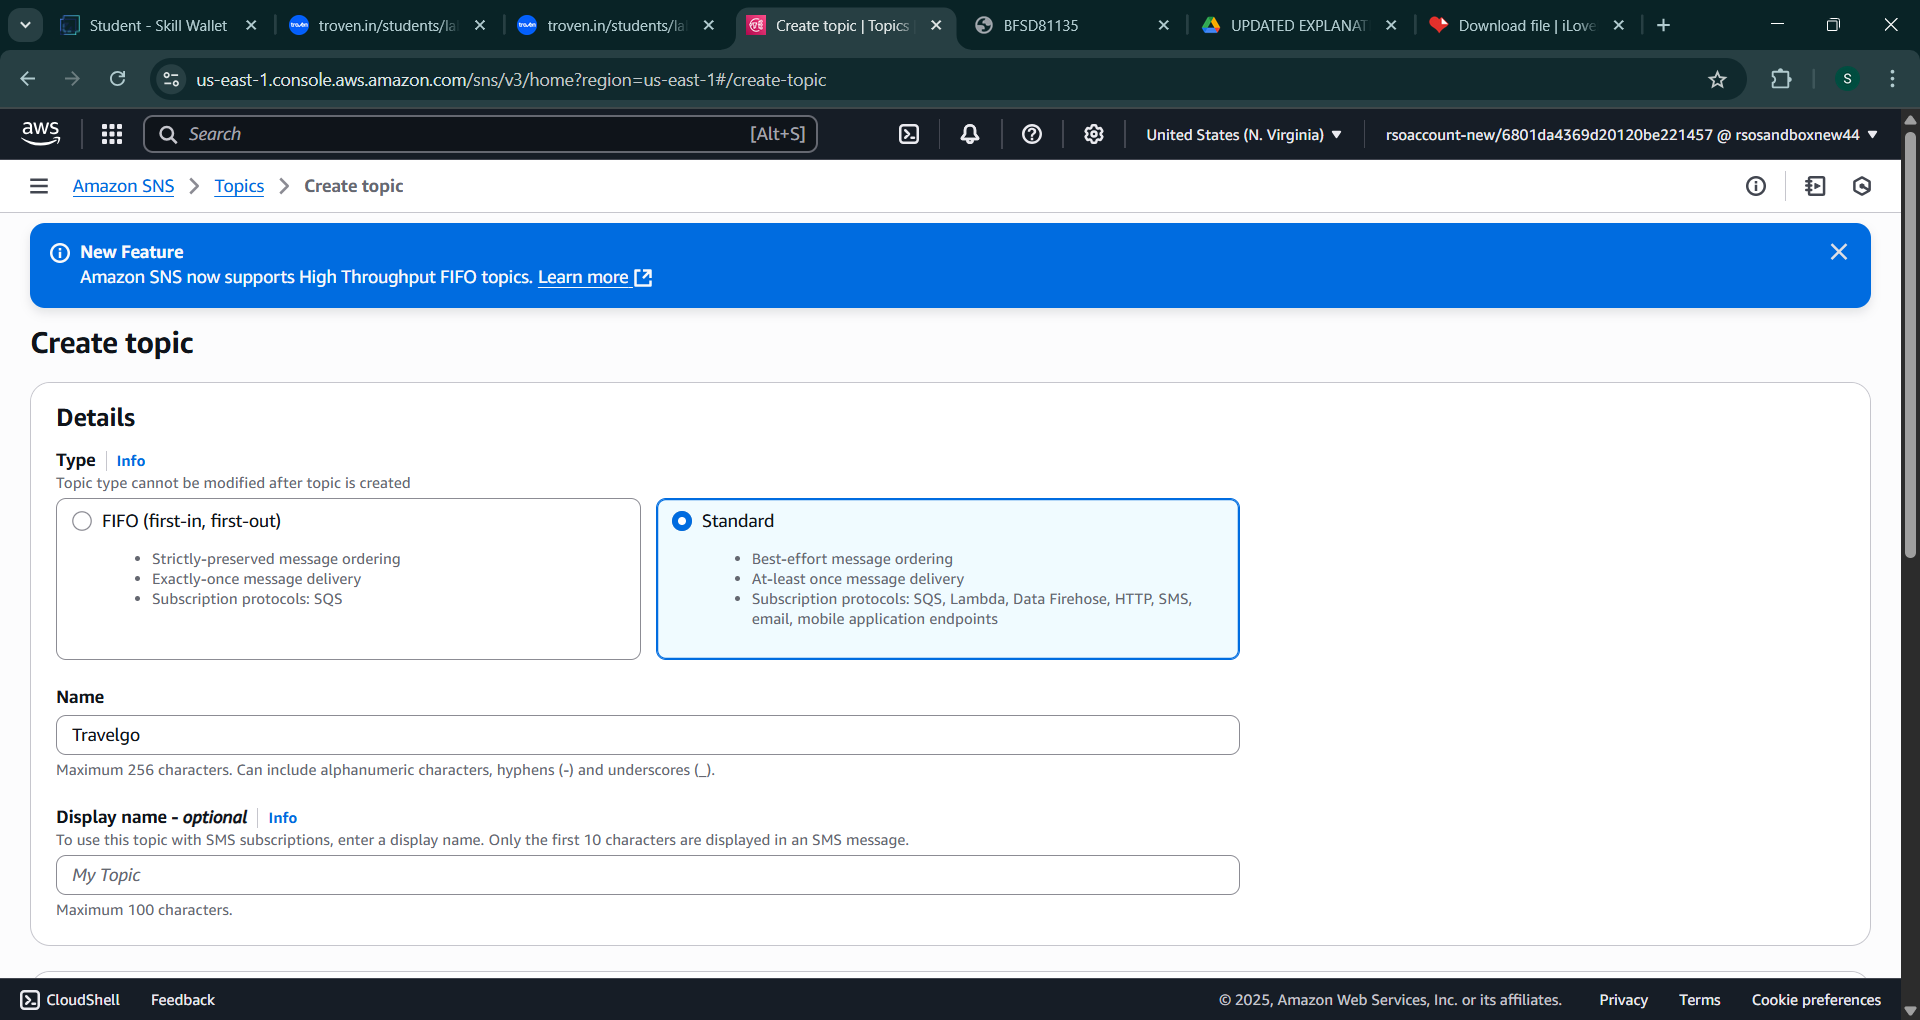 Student - Skill Wallet
troven.in/students/la
troven.in/students/la
Create topic | Topics
BFSD81135
UPDATED EXPLANAT
Download file | iLove
us-east-1.console.aws.amazon.com/sns/v3/home?region=us-east-1#/create-topic
S
aws
Search
[Alt+S]
United States (N. Virginia)
rsoaccount-new/6801da4369d20120be221457 @ rsosandboxnew44
Amazon SNS
Topics
Create topic
New Feature
Amazon SNS now supports High Throughput FIFO topics. Learn more
Create topic
Details
Type
Info
Topic type cannot be modified after topic is created
FIFO (first-in, first-out)
• Strictly-preserved message ordering
• Exactly-once message delivery
• Subscription protocols: SQS
Standard
• Best-effort message ordering
• At-least once message delivery
• Subscription protocols: SQS, Lambda, Data Firehose, HTTP, SMS,
email, mobile application endpoints
Name
Travelgo
Maximum 256 characters. Can include alphanumeric characters, hyphens (-) and underscores (_).
Display name - optional
Info
To use this topic with SMS subscriptions, enter a display name. Only the first 10 characters are displayed in an SMS message.
My Topic
Maximum 100 characters.
CloudShell
Feedback
© 2025, Amazon Web Services, Inc. or its affiliates.
Privacy
Terms
Cookie preferences